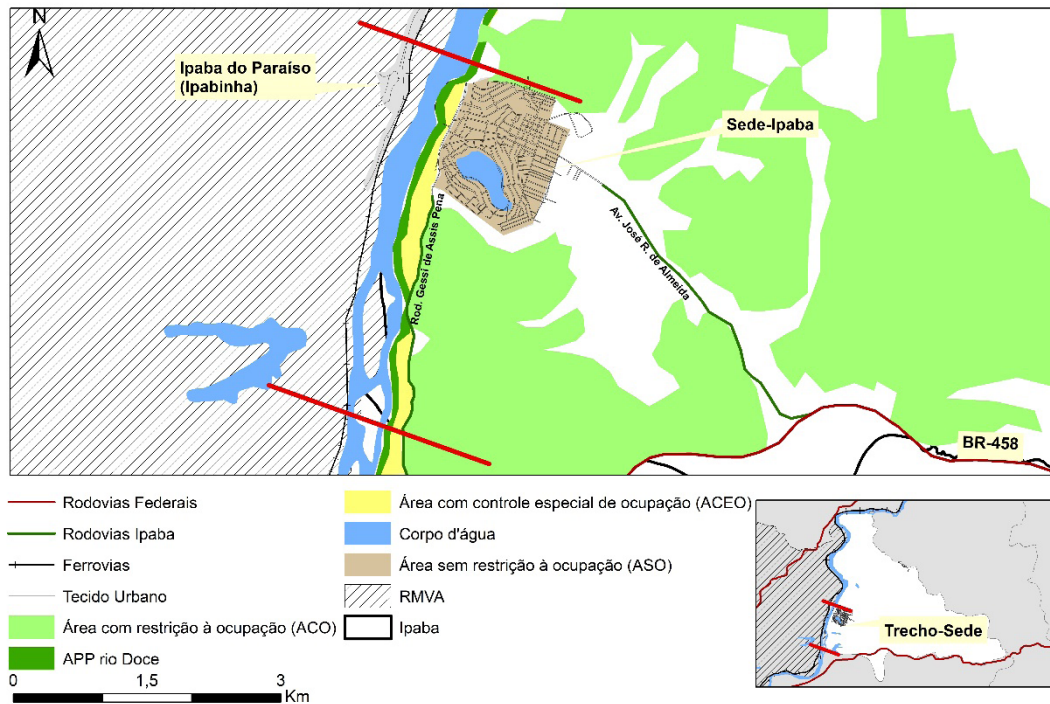 N
Ipaba do Paraíso
(Ipabinha)
Sede-Ipaba
Rod. Gessi de Assis Pena
Av. José R. de Almeida
BR-458
Rodovias Federais
Rodovias Ipaba
Ferrovias
Tecido Urbano
Área com restrição à ocupação (ACO)
APP rio Doce
Área com controle especial de ocupação (ACEO)
Corpo d'água
Área sem restrição à ocupação (ASO)
RMVA
Ipaba
0 1,5 3
Km
Trecho-Sede